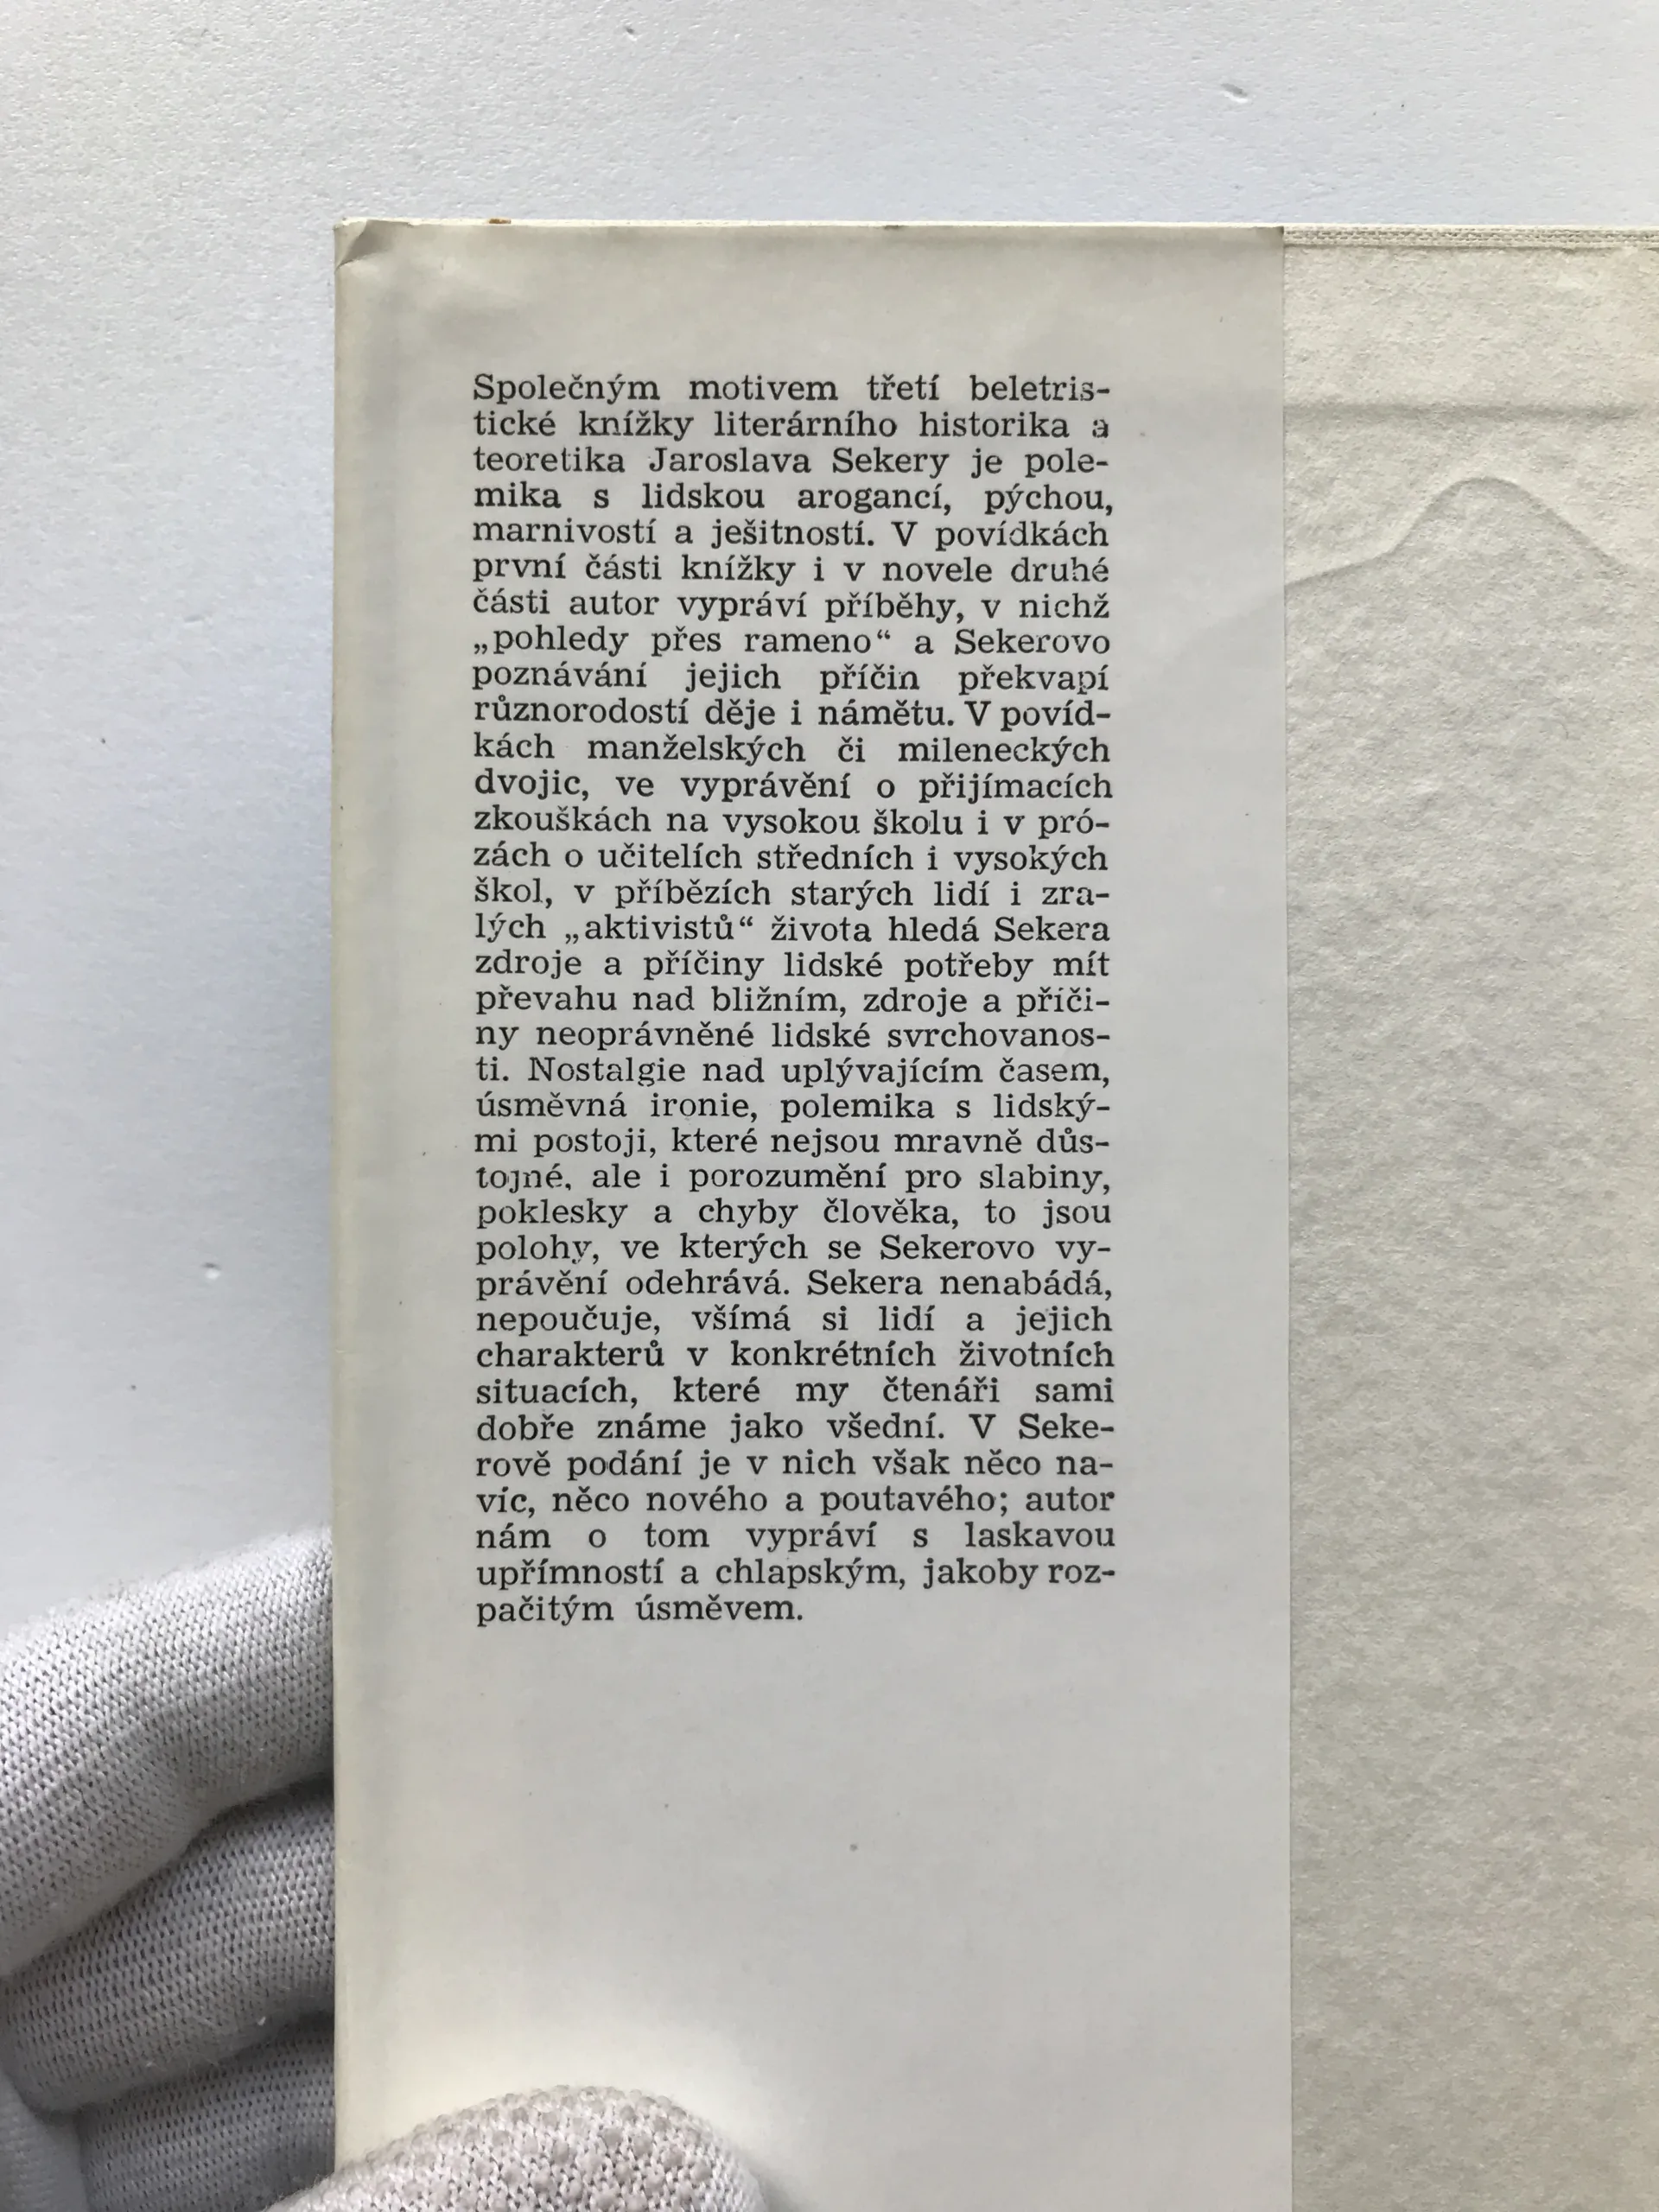 Společným motivem třetí beletris-
tické knížky literárního historika a
teoretika Jaroslava Sekery je pole-
mika s lidskou arogancí, pýchou,
marnivostí a ješitností. V povídkách
první části knížky i v novele druhé
části autor vypráví příběhy, v nichž
„pohledy přes rameno“ a Sekerovo
poznávání jejich příčin překvapí
různorodostí děje i námětu. V povíd-
kách manželských či mileneckých
dvojic, ve vyprávění o přijímacích
zkouškách na vysokou školu i v pró-
zách o učitelích středních i vysokých
škol, v příbězích starých lidí i zra-
lých „aktivistů“ života hledá Sekera
zdroje a příčiny lidské potřeby mít
převahu nad bližním, zdroje a příči-
ny neoprávněné lidské svrchovanos-
ti. Nostalgie nad uplývajícím časem,
úsměvná ironie, polemika s lidský-
mi postoji, které nejsou mravně důs-
tojné, ale i porozumění pro slabiny,
poklesky a chyby člověka, to jsou
polohy, ve kterých se Sekerovo vy-
právění odehrává. Sekera nenabádá,
nepoučuje, všímá si lidí a jejich
charakterů v konkrétních životních
situacích, které my čtenáři sami
dobře známe jako všední. V Seke-
rově podání je v nich však něco na-
víc, něco nového a poutavého; autor
nám o tom vypráví s laskavou
upřímností a chlapským, jakoby roz-
pačitým úsměvem.